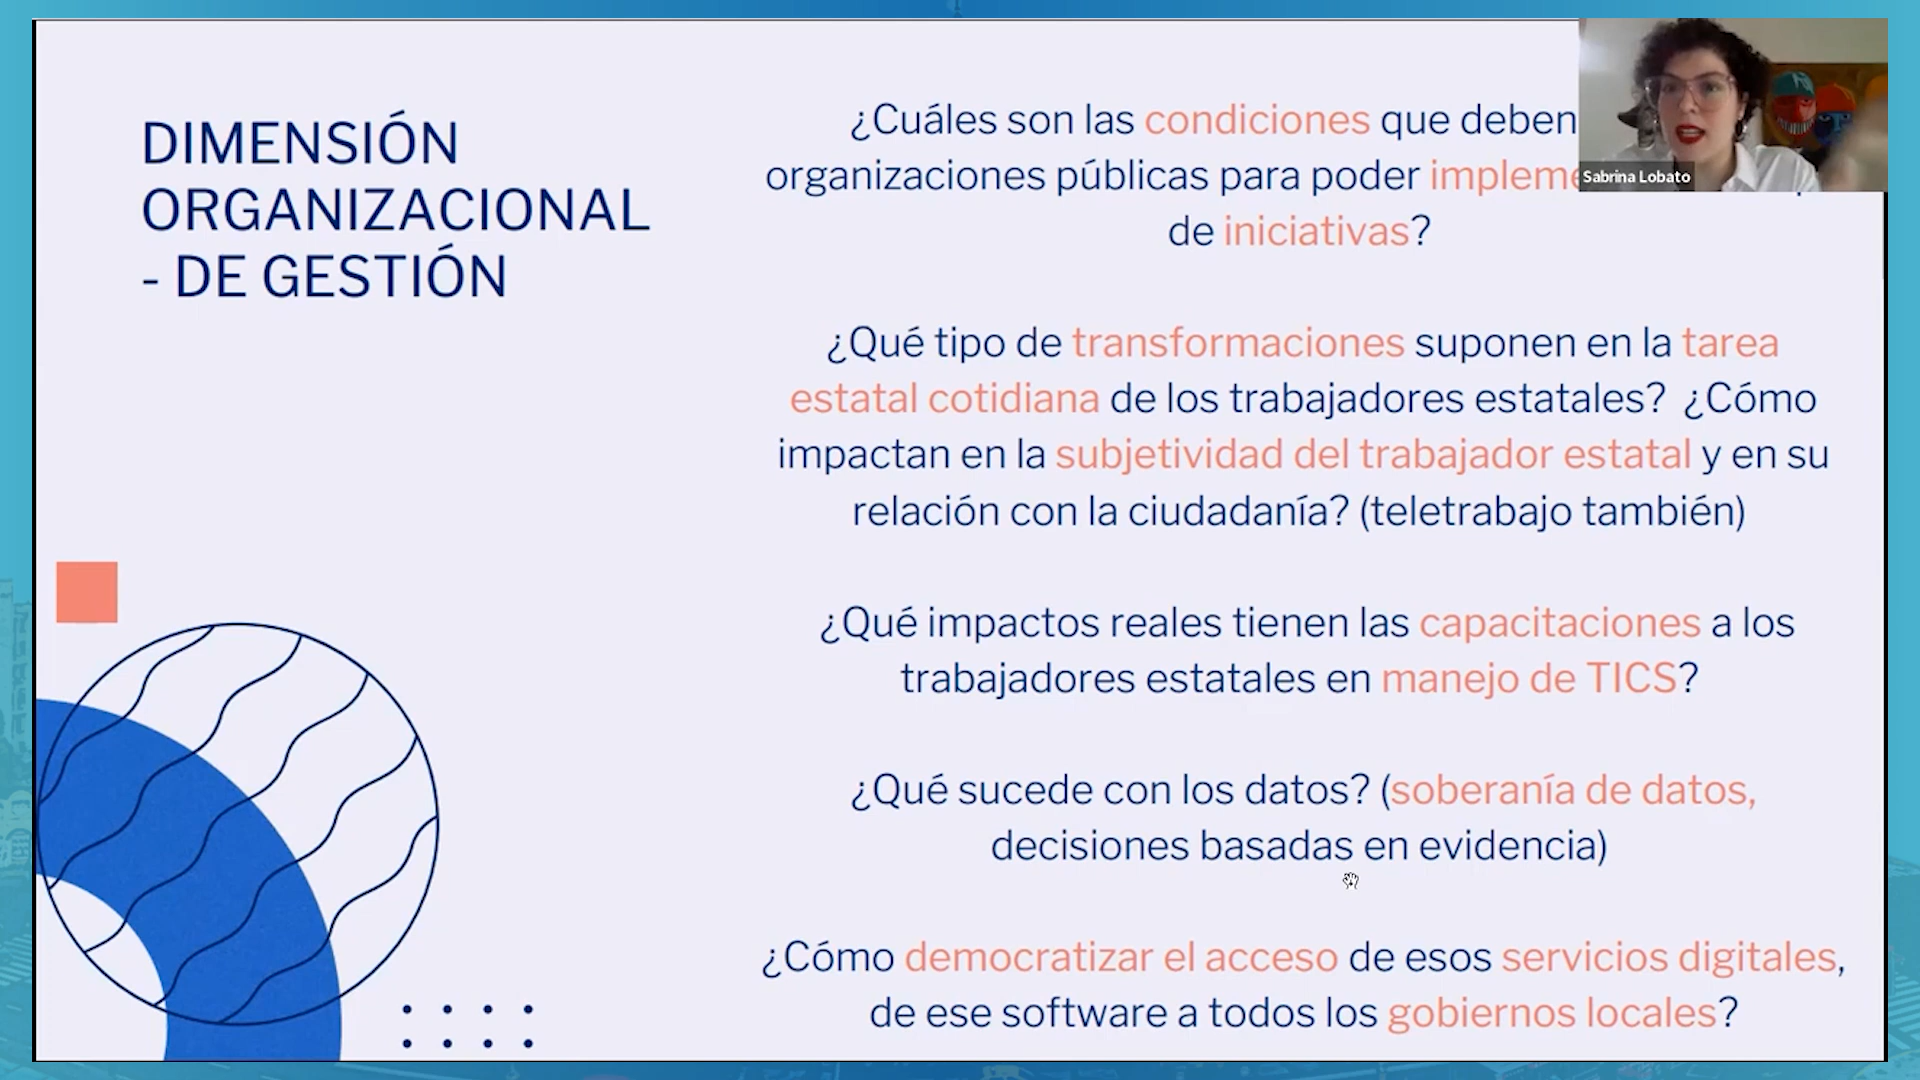 DIMENSIÓN
ORGANIZACIONAL
- DE GESTIÓN
¿Cuáles son las condiciones que deben
organizaciones públicas para poder
de iniciativas?
¿Qué tipo de transformaciones suponen en la tarea
estatal cotidiana de los trabajadores estatales? ¿Cómo
impactan en la subjetividad del trabajador estatal y en su
relación con la ciudadanía? (teletrabajo también)
¿Qué impactos reales tienen las capacitaciones a los
trabajadores estatales en manejo de TICS?
¿Qué sucede con los datos? (soberanía de datos,
decisiones basadas en evidencia)
¿Cómo democratizar el acceso de esos servicios digitales,
de ese software a todos los gobiernos locales?
Sabrina Lobato